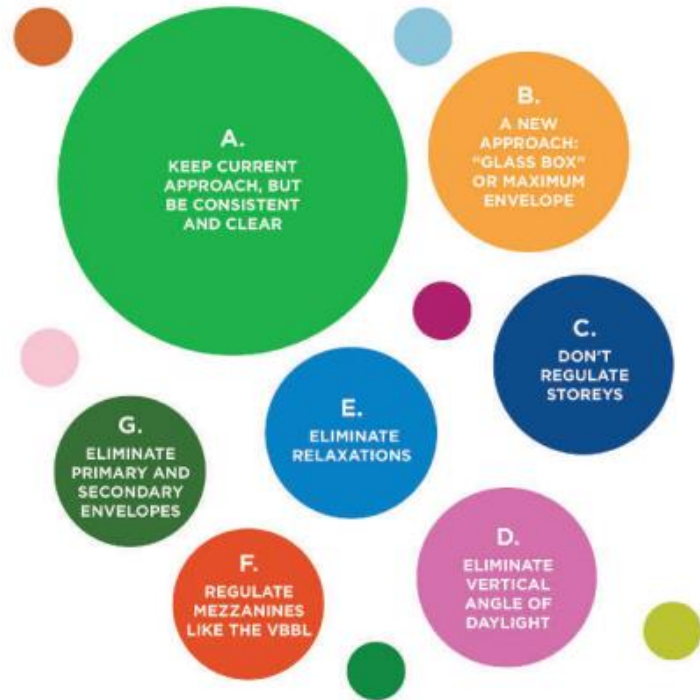 A.
KEEP CURRENT
APPROACH, BUT
BE CONSISTENT
AND CLEAR
B.
A NEW
APPROACH:
"GLASS BOX"
OR MAXIMUM
ENVELOPE
C.
DON'T
REGULATE
STOREYS
D.
ELIMINATE
VERTICAL
ANGLE OF
DAYLIGHT
E.
ELIMINATE
RELAXATIONS
F.
REGULATE
MEZZANINES
LIKE THE VBBL
G.
ELIMINATE
PRIMARY AND
SECONDARY
ENVELOPES